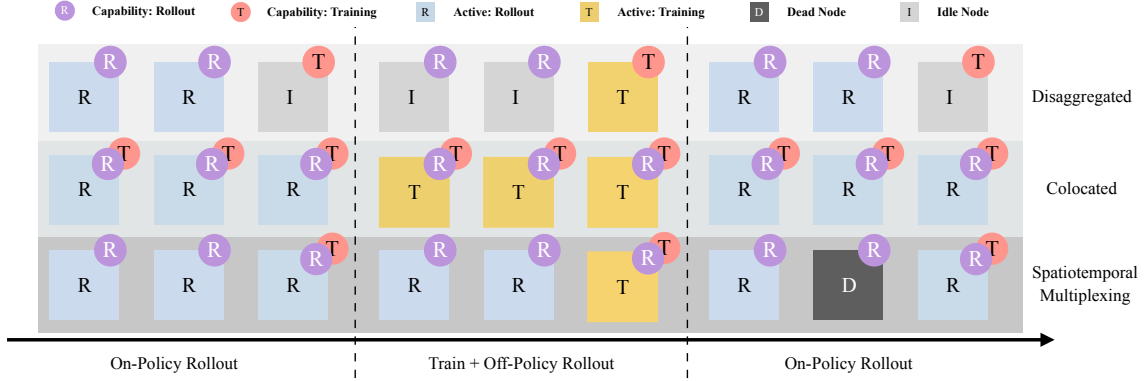 R Capability: Rollout T Capability: Training R Active: Rollout T Active: Training D Dead Node I Idle Node
R R T R R T R R T
R R I I I T R R I
Disaggregated
R T R T R T R T R T R T R T R T R T
R R R T T T R R R
Colocated
R R R T R R R T R R R T
R R R R R T R D R
Spatiotemporal
Multiplexing
On-Policy Rollout Train + Off-Policy Rollout On-Policy Rollout